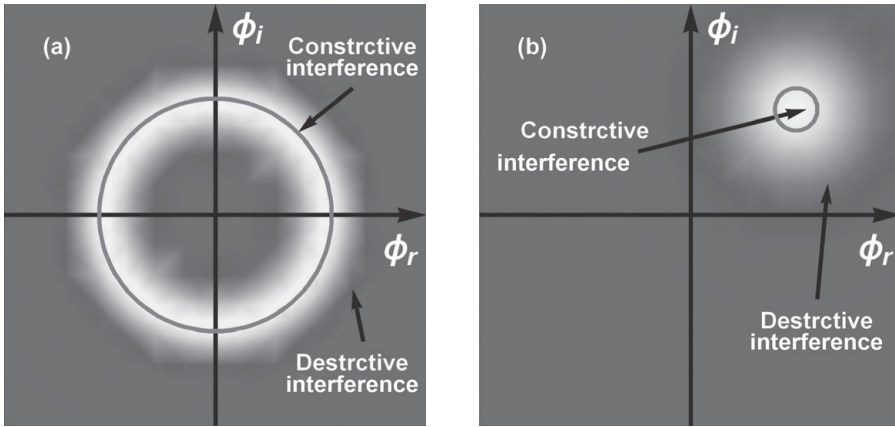 (a)
ϕi
Constrctive
interference
ϕr
Destrctive
interference
(b)
ϕi
Constrctive
interference
ϕr
Destrctive
interference